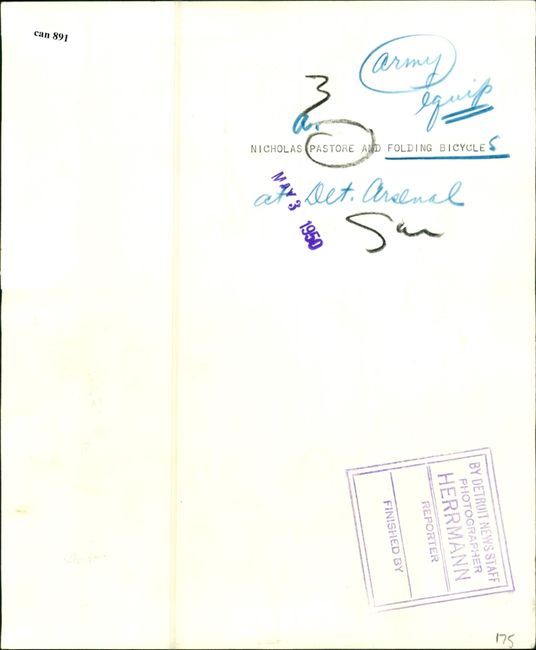 can 891
army
equip
3
a.
NICHOLAS PASTORE AND FOLDING BICYCLES
at Det. Arsenal
MAY 3 1950
BY DETROIT NEWS STAFF
PHOTOGRAPHER
HERRMANN
REPORTER
FINISHED BY
175